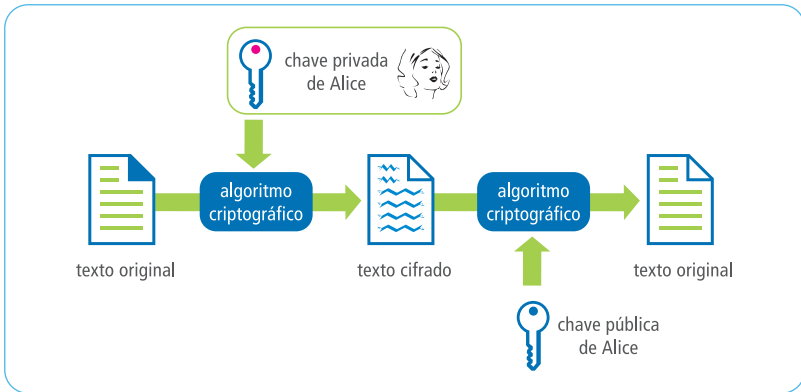 chave privada
de Alice
algoritmo
criptográfico
algoritmo
criptográfico
texto original
texto cifrado
texto original
chave pública
de Alice